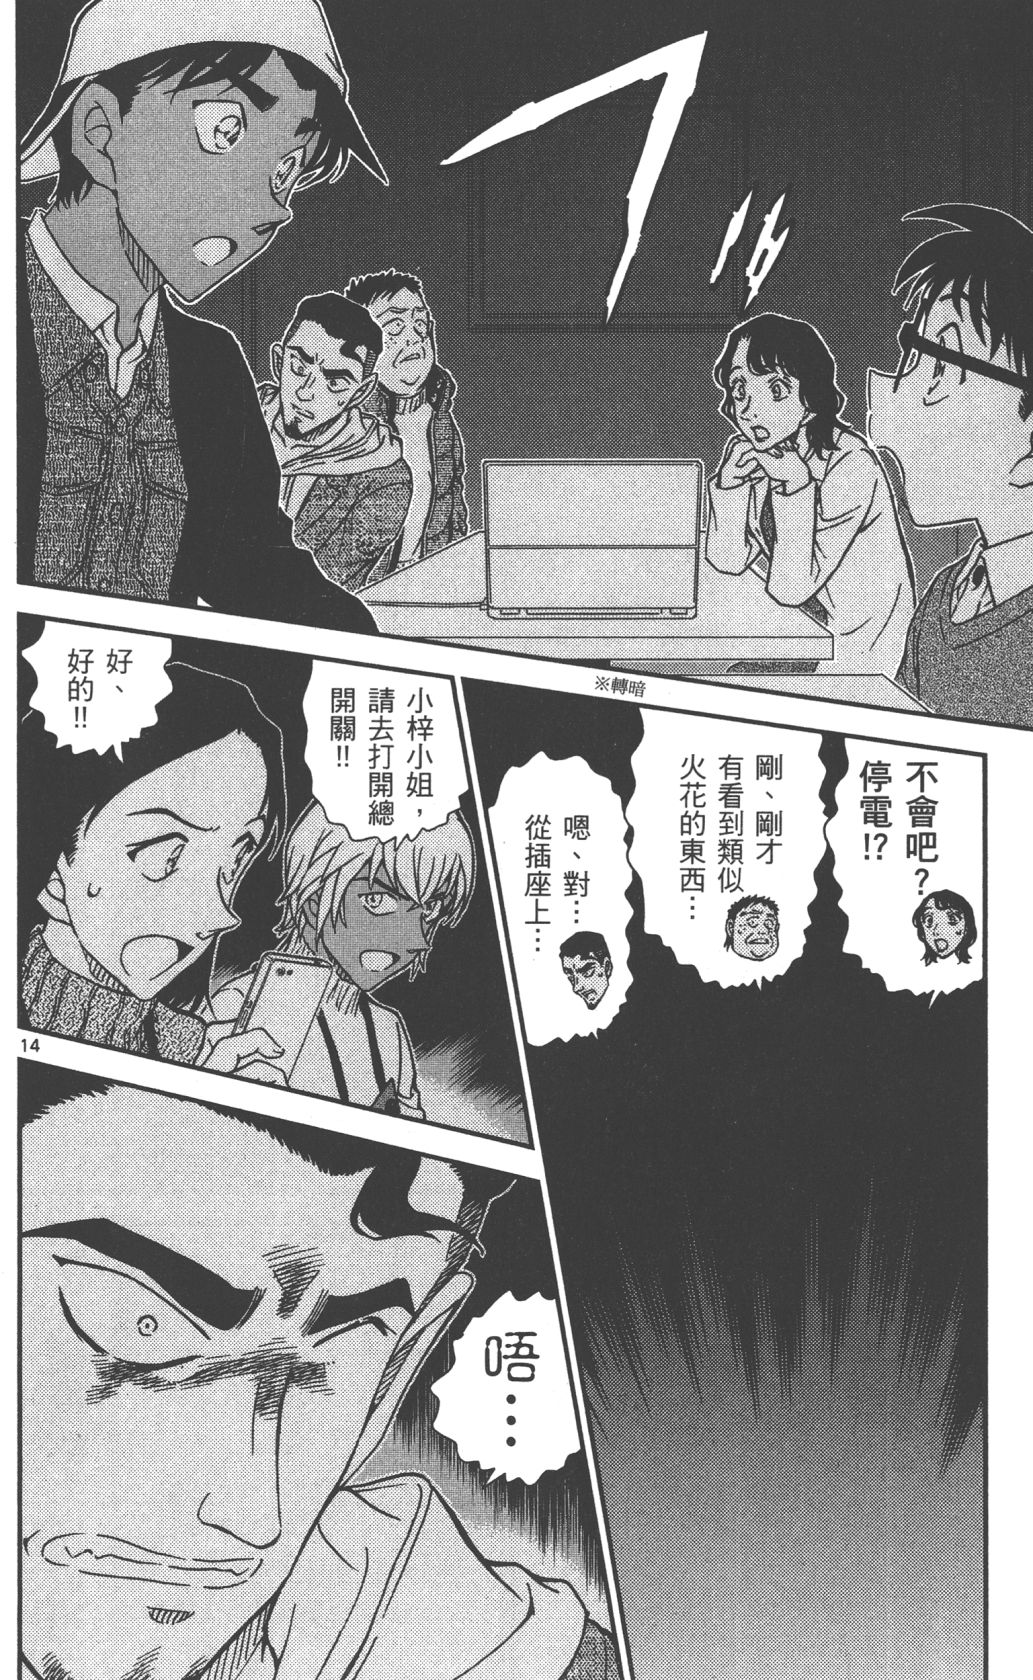 フッ
※轉暗
不會吧?
停電!?
剛、剛才
有看到類似
火花的東西…
嗯、對…
從插座上…
小梓小姐,
請去打開總
開關!!
好、
好的!!
14
唔…